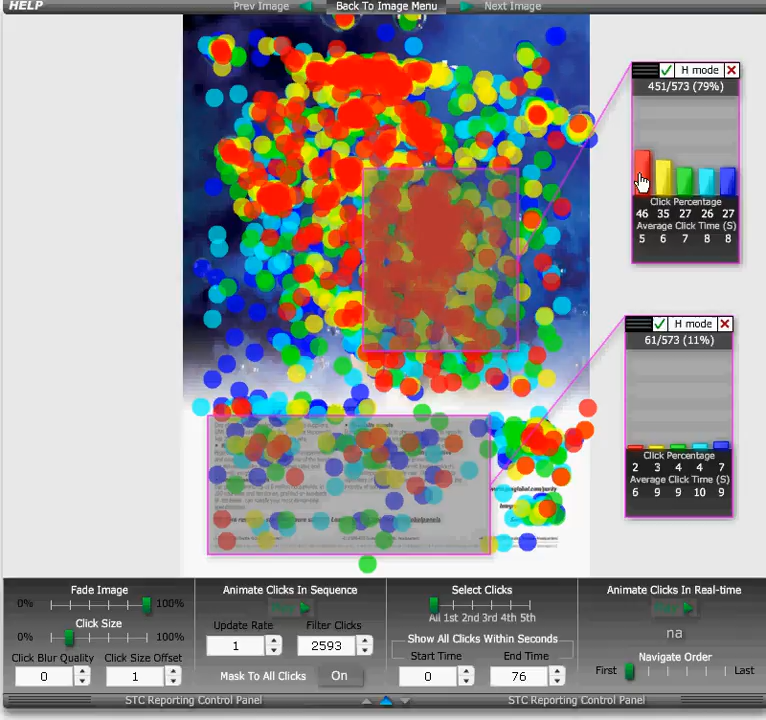 HELP Prev Image Back To Image Menu Next Image
H mode
451/573 (79%)
Click Percentage
46 35 27 26 27
Average Click Time (S)
5 6 7 8 8
H mode
61/573 (11%)
Click Percentage
2 3 4 4 7
Average Click Time (S)
6 9 9 10 9
Fade Image
0% 100%
Click Size
0% 100%
Click Blur Quality Click Size Offset
0 1
Animate Clicks In Sequence
Update Rate Filter Clicks
1 2593
Mask To All Clicks On
Select Clicks
All 1st 2nd 3rd 4th 5th
Show All Clicks Within Seconds
Start Time End Time
0 76
Animate Clicks In Real-time
na
Navigate Order
First Last
STC Reporting Control Panel STC Reporting Control Panel